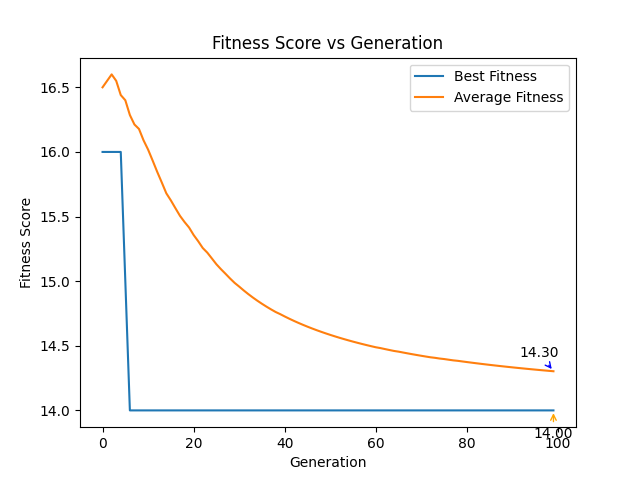 Fitness Score vs Generation
Best Fitness
Average Fitness
16.5
16.0
15.5
15.0
14.5
14.0
Fitness Score
14.30
14.00
0 20 40 60 80 100
Generation